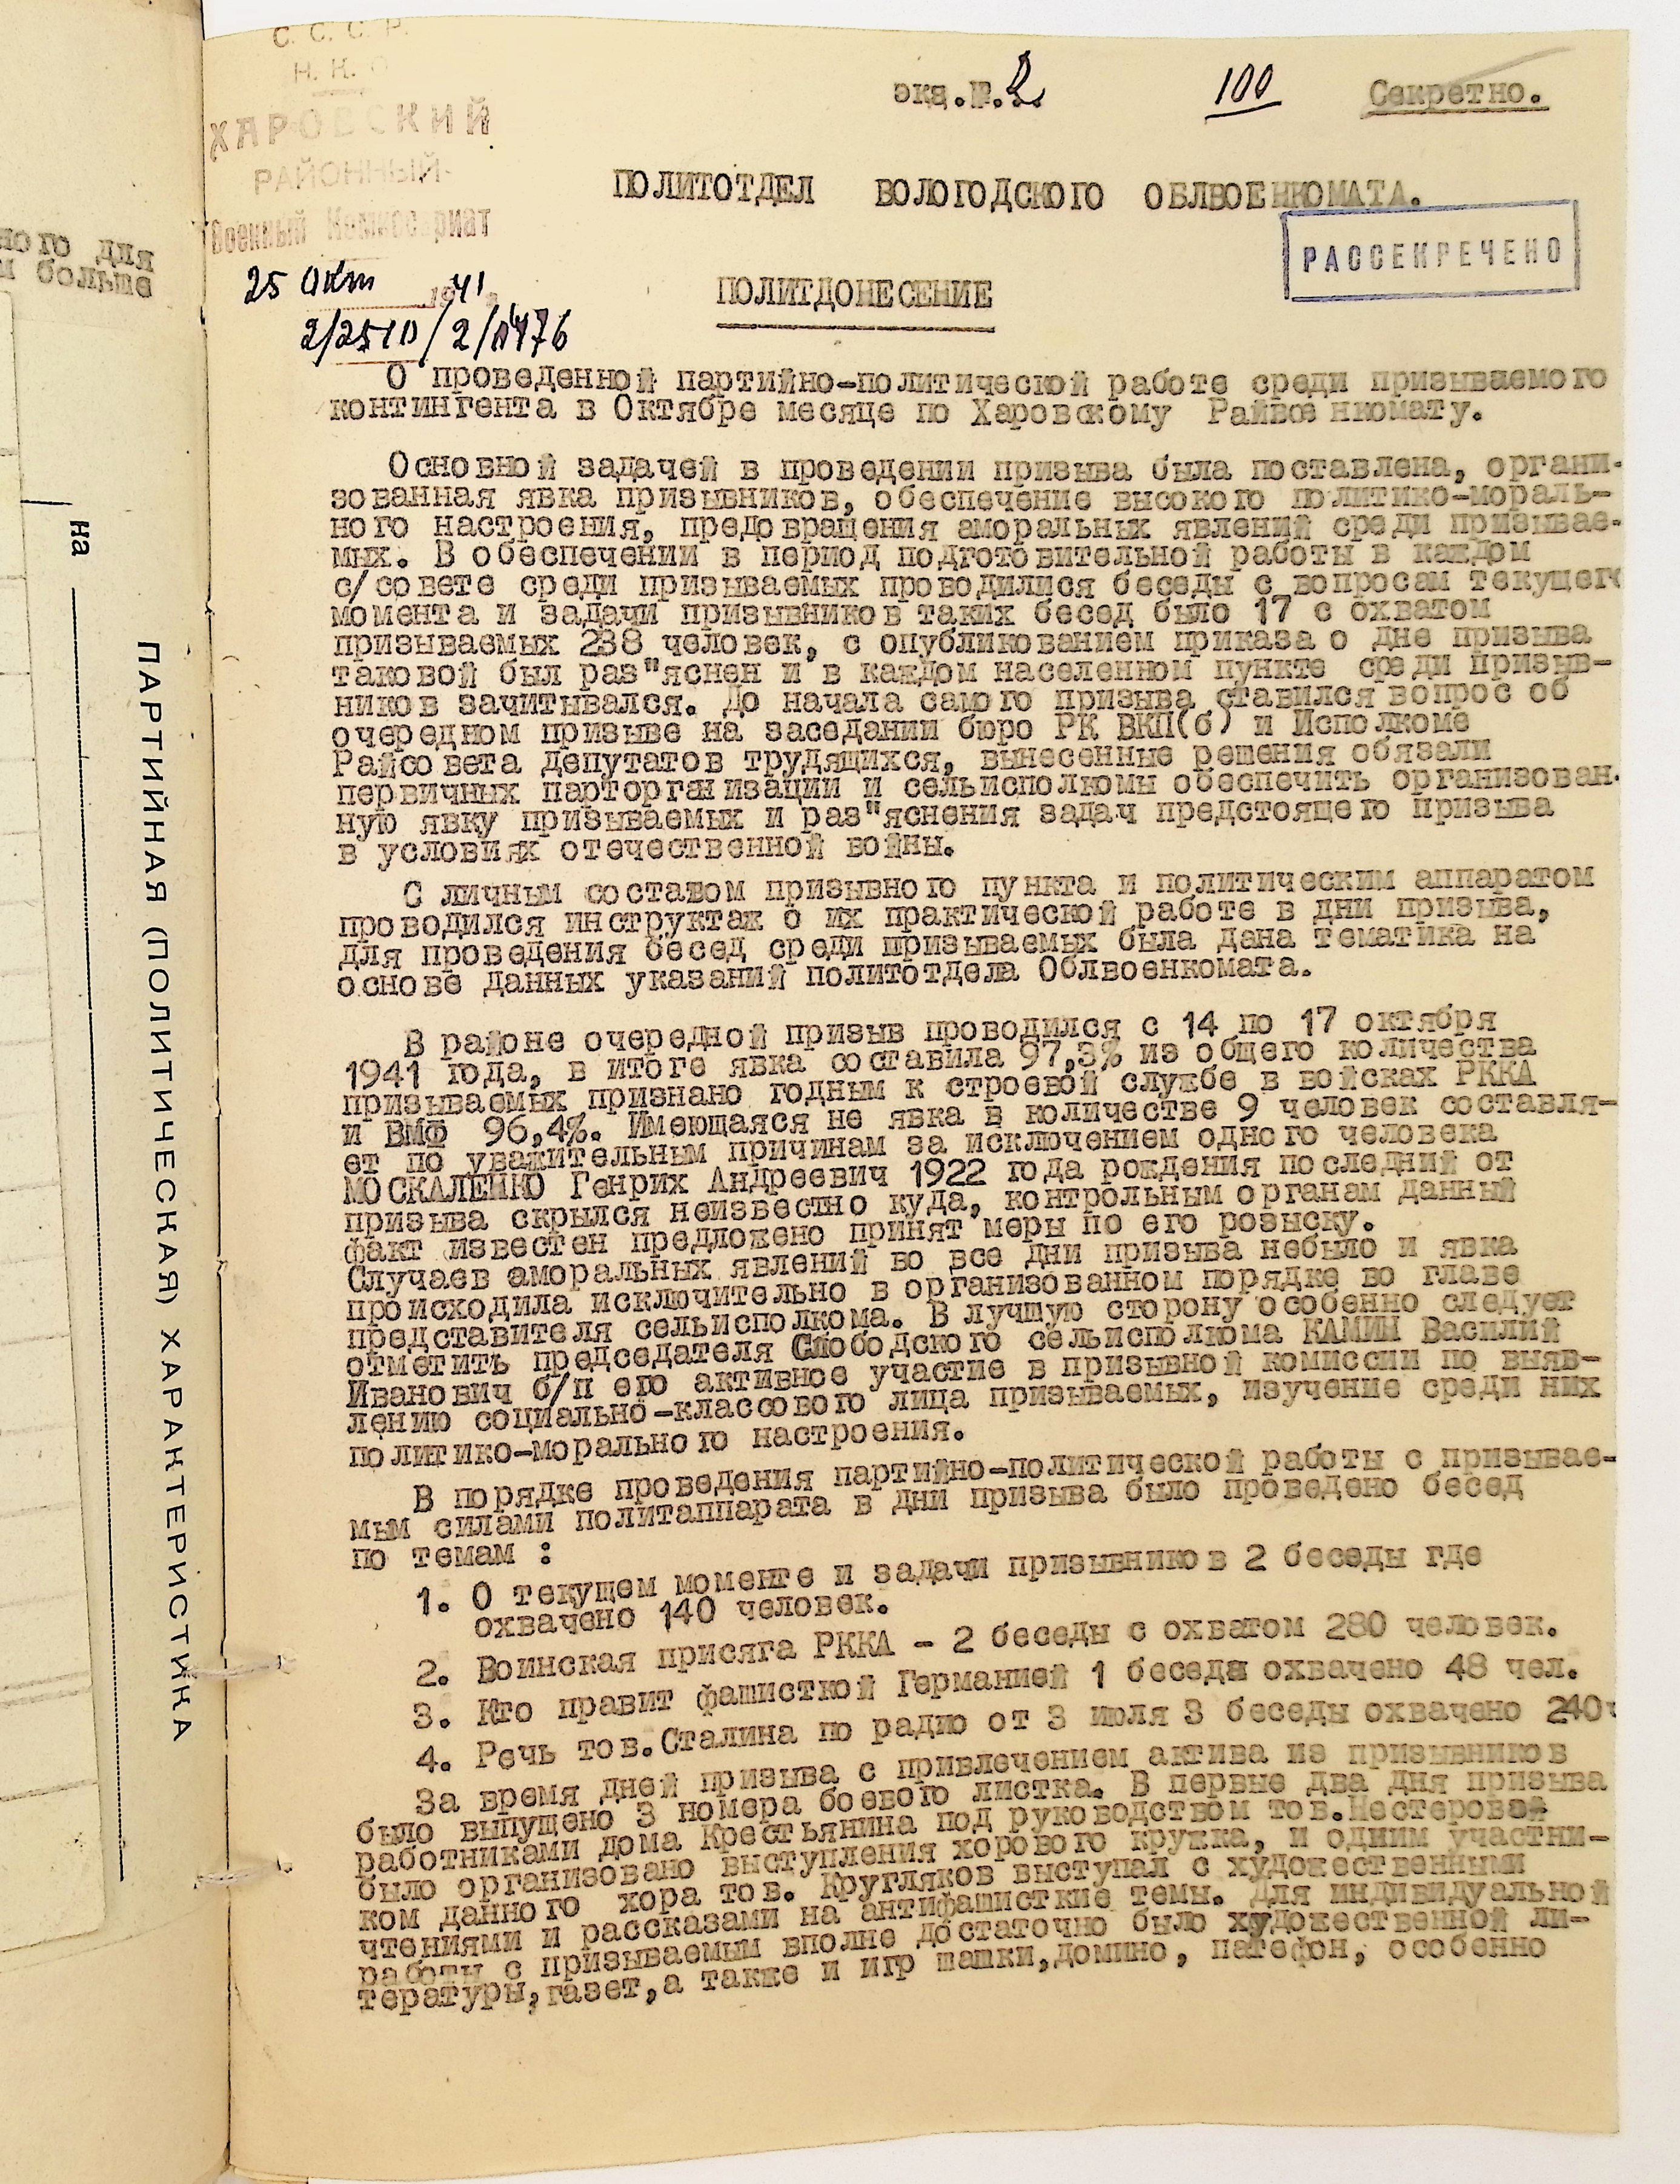 С. С. С. Р.
Н. К. О
ХАРОВСКИЙ
РАЙОННЫЙ
Военный Комиссариат
25 Окт 1941г
экз.№.2.
100
Секретно.
ПОЛИТОТДЕЛ ВОЛОГОДСКОГО ОБЛВОЕНКОМАТА.
РАССЕКРЕЧЕНО
ПОЛИТДОНЕСЕНИЕ
О проведенной партийно-политической работе среди призываемого
контингента в Октябре месяце по Харовскому Райвоенкомату.
Основной задачей в проведении призыва была поставлена, органи-
зованная явка призывников, обеспечение высокого политико-мораль-
ного настроения, предовращения аморальных явлений среди призывае-
мых. В обеспечении в период подготовительной работы в каждом
с/совете среди призываемых проводилися беседы с вопросам текущего
момента и задачи призывников таких бесед было 17 с охватом
призываемых 238 человек, с опубликованием приказа о дне призыва
таковой был раз"яснен и в каждом населенном пункте среди призыв-
ников зачитывался. До начала самого призыва ставился вопрос об
очередном призыве на заседании бюро РК ВКП(б) и Исполкоме
Райсовета депутатов трудящихся, вынесенные решения обязали
первичных парторганизации и сельисполкомы обеспечить организован-
ную явку призываемых и раз"яснения задач предстоящего призыва
в условиях отечественной войны.
С личным составом призывного пункта и политическим аппаратом
проводился инструктаж о их практической работе в дни призыва,
для проведения бесед среди призываемых была дана тематика на
основе данных указаний политотдела Облвоенкомата.
В районе очередной призыв проводился с 14 по 17 октября
1941 года, в итоге явка составила 97,3% из общего количества
призываемых признано годным к строевой службе в войсках РККА
и ВМФ 96,4%. Имеющаяся не явка в количестве 9 человек составля-
ет по уважительным причинам за исключением одного человека
МОСКАЛЕНКО Генрих Андреевич 1922 года рождения последний от
призыва скрылся неизвестно куда, контрольным органам данный
факт известен предложено принят меры по его розыску.
Случаев аморальных явлений во все дни призыва небыло и явка
происходила исключительно в организованном порядке во главе
представителя сельисполкома. В лучшую сторону особенно следует
отметить председателя Слободского сельисполкома КАМИН Василий
Иванович б/п его активное участие в призывной комиссии по выяв-
лению социально-классового лица призываемых, изучение среди них
политико-морального настроения.
В порядке проведения партийно-политической работы с призывае-
мым силами политаппарата в дни призыва было проведено бесед
по темам :
1. О текущем моменте и задачи призывников 2 беседы где
охвачено 140 человек.
2. Воинская присяга РККА - 2 беседы с охватом 280 человек.
3. Кто правит фашисткой Германией 1 беседа охвачено 48 чел.
4. Речь тов.Сталина по радио от 3 июля 3 беседы охвачено 240ч
За время дней призыва с привлечением актива из призывников
было выпущено 3 номера боевого листка. В первые два дня призыва
работниками дома Крестьянина под руководством тов.Нестеровой
было организовано выступления хорового кружка, и одним участни-
ком данного хора тов. Кругляков выступал с художественными
чтениями и рассказами на антифашисткие темы. Для индивидуальной
работы с призываемым вполне достаточно было художественной ли-
тературы,газет,а также и игр шашки,домино, патефон, особенно
ного для
больше
на
ПАРТИЙНАЯ (ПОЛИТИЧЕСКАЯ) ХАРАКТЕРИСТИКА